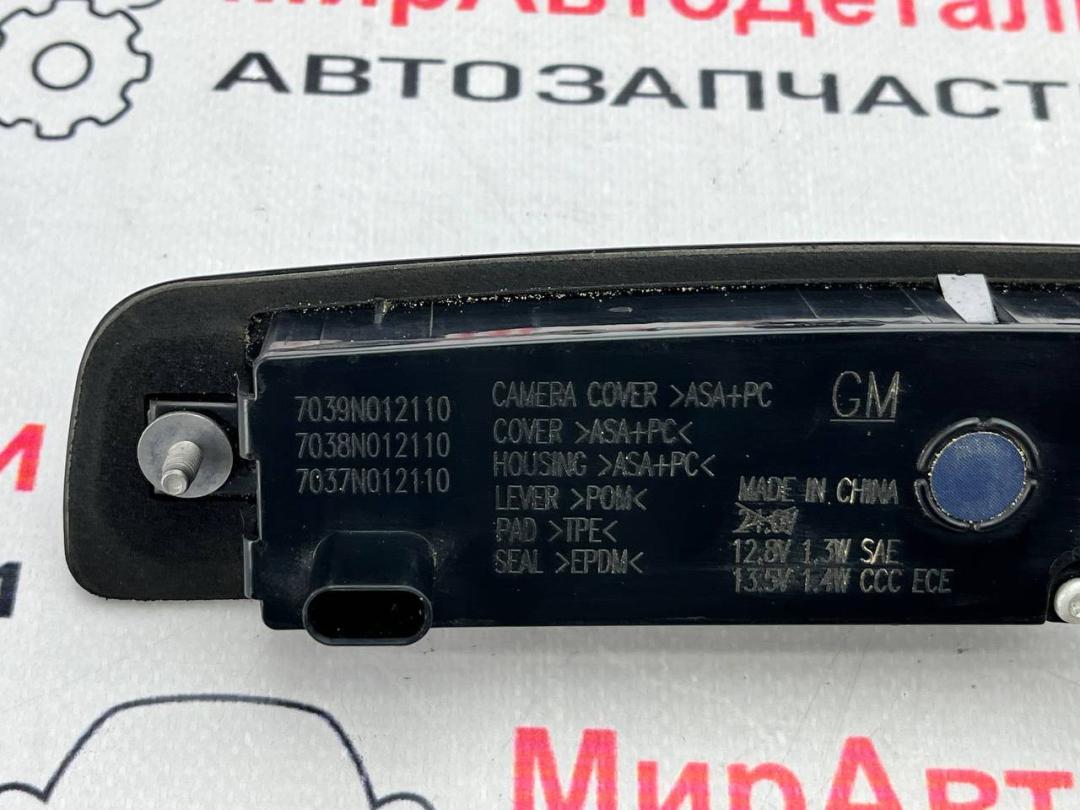 МирАвтоДетали
АВТОЗАПЧАСТ
7039N012110
7038N012110
7037N012110
CAMERA COVER >ASA+PC
COVER >ASA+PC<
HOUSING >ASA+PC<
LEVER >POM<
PAD >TPE<
SEAL >EPDM<
GM
MADE IN CHINA
12.8V 1.3W SAE
13.5V 1.4W CCC ECE
И
МирАвт